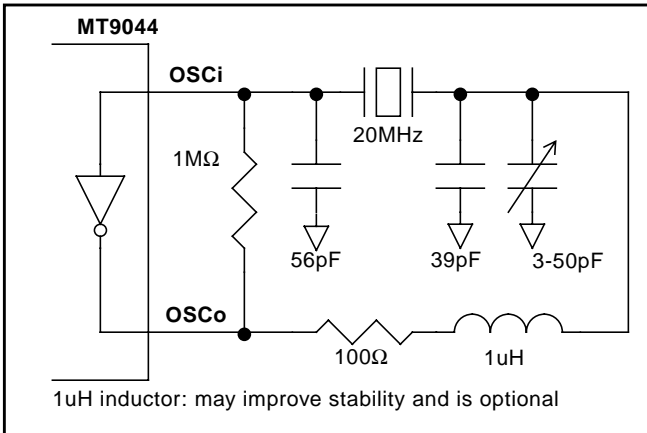 MT9044
OSCi
20MHz
1MΩ
56pF
39pF
3-50pF
OSCo
100Ω
1uH
1uH inductor: may improve stability and is optional